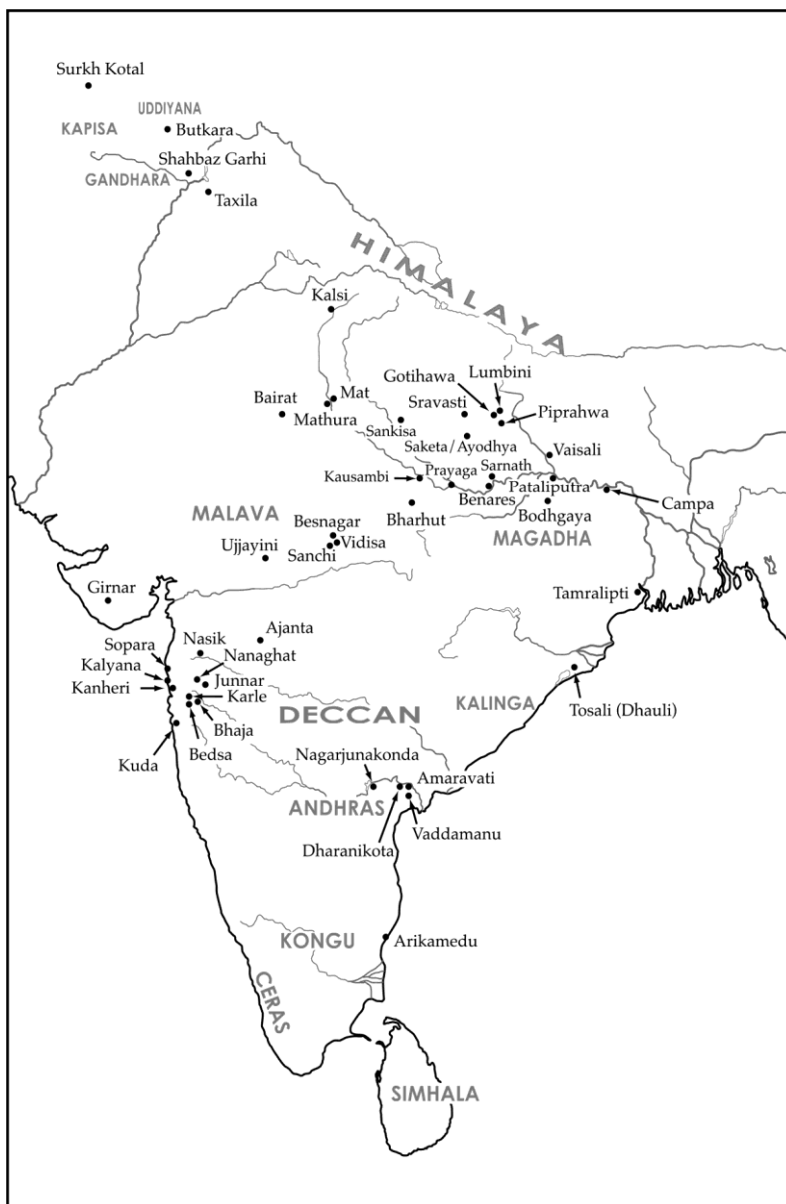 Surkh Kotal
UDDIYANA
KAPISA
Butkara
Shahbaz Garhi
GANDHARA
Taxila
HIMALAYA
Kalsi
Lumbini
Gotihawa
Bairat
Mat
Sravasti
Piprahwa
Mathura
Sankisa
Saketa/Ayodhya
Vaisali
Kausambi
Prayaga
Sarnath
Benares
Pataliputra
Campa
MALAVA
Bharhut
Bodhgaya
Besnagar
MAGADHA
Ujjayini
Sanchi
Vidisa
Girnar
Tamralipti
Sopara
Nasik
Ajanta
Kalyana
Nanaghat
Kanheri
Junnar
Karle
KALINGA
DECCAN
Tosali (Dhauli)
Bhaja
Kuda
Bedsa
Nagarjunakonda
Amaravati
ANDHRAS
Vaddamanu
Dharanikota
KONGU
Arikamedu
CERAS
SIMHALA